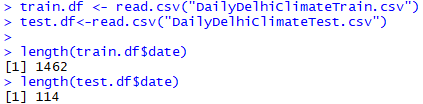 > train.df <- read.csv("DailyDelhiClimateTrain.csv")
> test.df<-read.csv("DailyDelhiClimateTest.csv")
>
> length(train.df$date)
[1] 1462
> length(test.df$date)
[1] 114